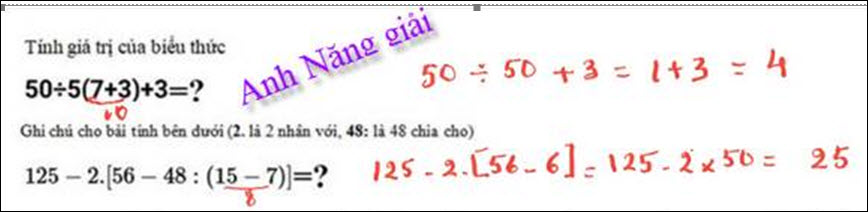 Tính giá trị của biểu thức
Anh Năng giải
50÷5(7+3)+3=?
10
50 ÷ 50 + 3 = 1+3 = 4
Ghi chú cho bài tính bên dưới (2. là 2 nhân với, 48: là 48 chia cho)
125 − 2.[56 − 48 : (15 − 7)]=?
8
125 - 2.[56 - 6] = 125 - 2 x 50 = 25